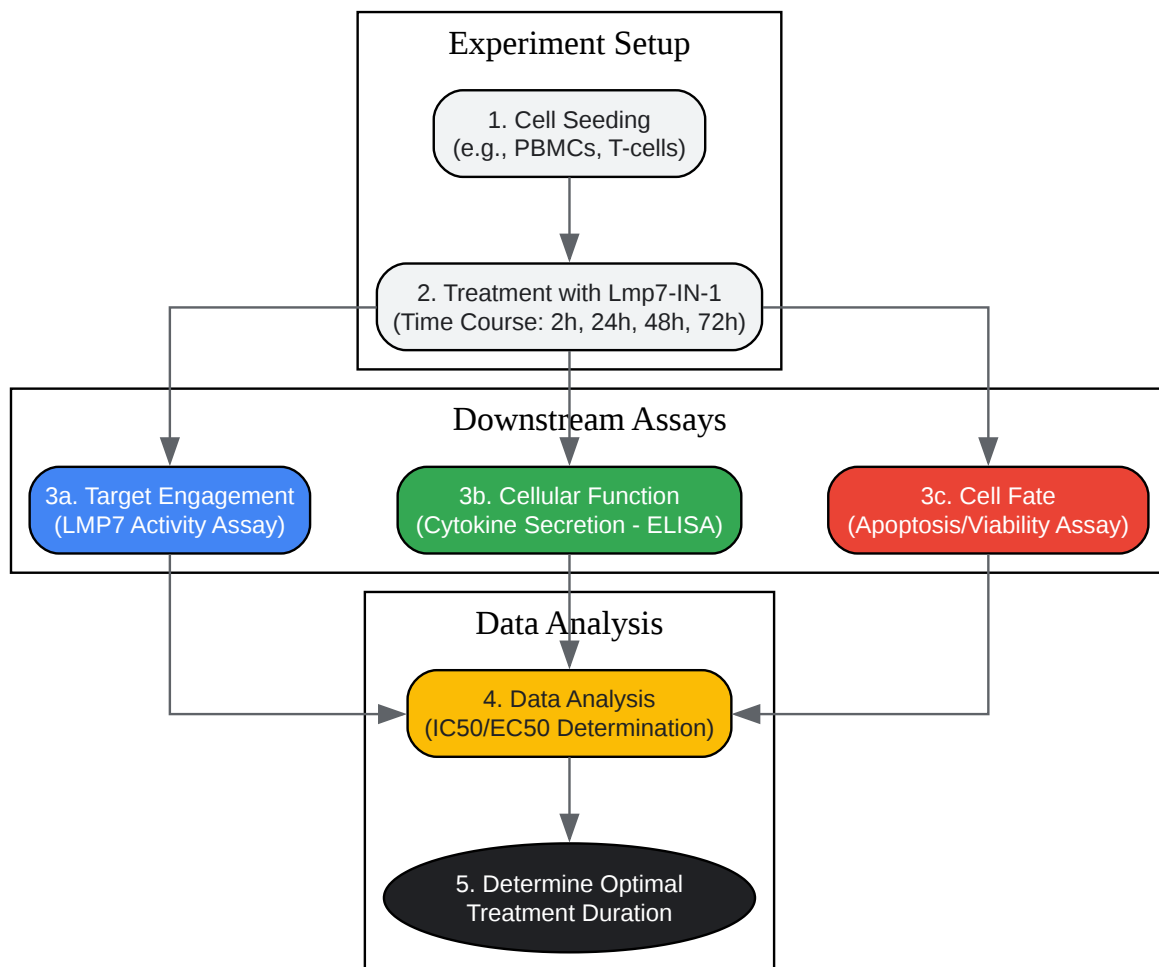 Experiment Setup
1. Cell Seeding
(e.g., PBMCs, T-cells)
2. Treatment with Lmp7-IN-1
(Time Course: 2h, 24h, 48h, 72h)
Downstream Assays
3a. Target Engagement
(LMP7 Activity Assay)
3b. Cellular Function
(Cytokine Secretion - ELISA)
3c. Cell Fate
(Apoptosis/Viability Assay)
Data Analysis
4. Data Analysis
(IC50/EC50 Determination)
5. Determine Optimal
Treatment Duration